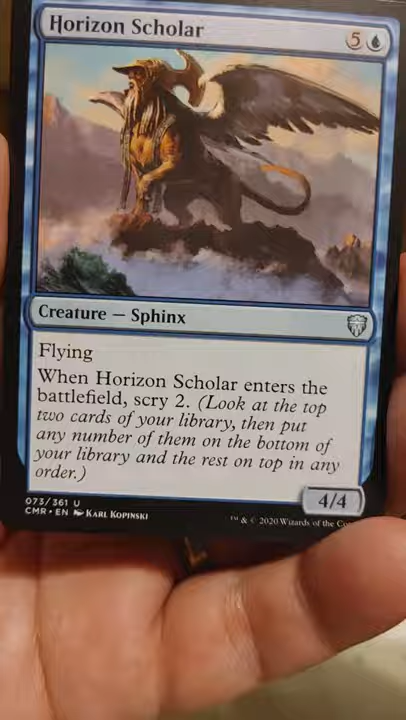 Horizon Scholar 5
Creature — Sphinx
Flying
When Horizon Scholar enters the
battlefield, scry 2. (Look at the top
two cards of your library, then put
any number of them on the bottom of
your library and the rest on top in any
order.)
4/4
073/361 U
CMR • EN Karl Kopinski
™ & © 2020 Wizards of the